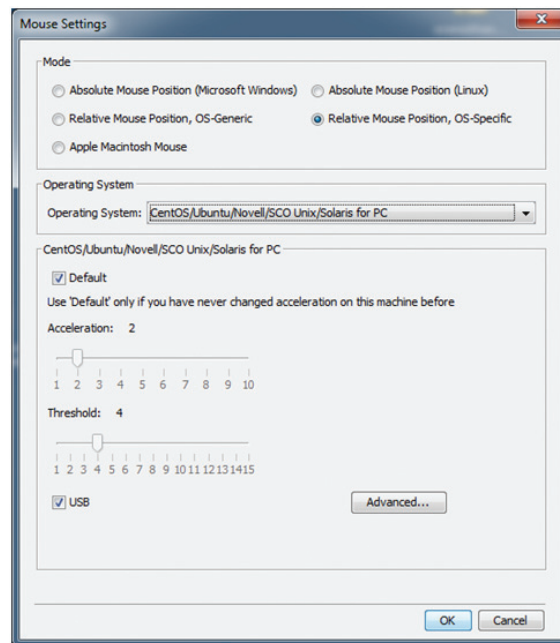 Mouse Settings
Mode
Absolute Mouse Position (Microsoft Windows) Absolute Mouse Position (Linux)
Relative Mouse Position, OS-Generic Relative Mouse Position, OS-Specific
Apple Macintosh Mouse
Operating System
Operating System: CentOS/Ubuntu/Novell/SCO Unix/Solaris for PC
CentOS/Ubuntu/Novell/SCO Unix/Solaris for PC
Default
Use 'Default' only if you have never changed acceleration on this machine before
Acceleration: 2
1 2 3 4 5 6 7 8 9 10
Threshold: 4
1 2 3 4 5 6 7 8 9 10 11 12 13 14 15
USB Advanced...
OK Cancel